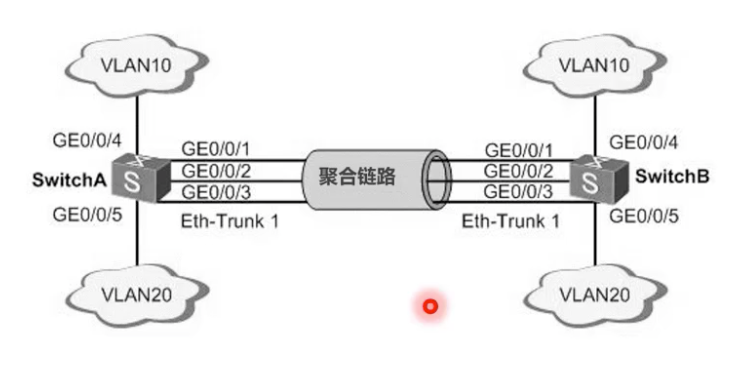 VLAN10
VLAN10
GE0/0/4
GE0/0/4
GE0/0/1
GE0/0/1
SwitchA
S
GE0/0/2
聚合链路
GE0/0/2
S
SwitchB
GE0/0/3
GE0/0/3
GE0/0/5
Eth-Trunk 1
Eth-Trunk 1
GE0/0/5
VLAN20
VLAN20